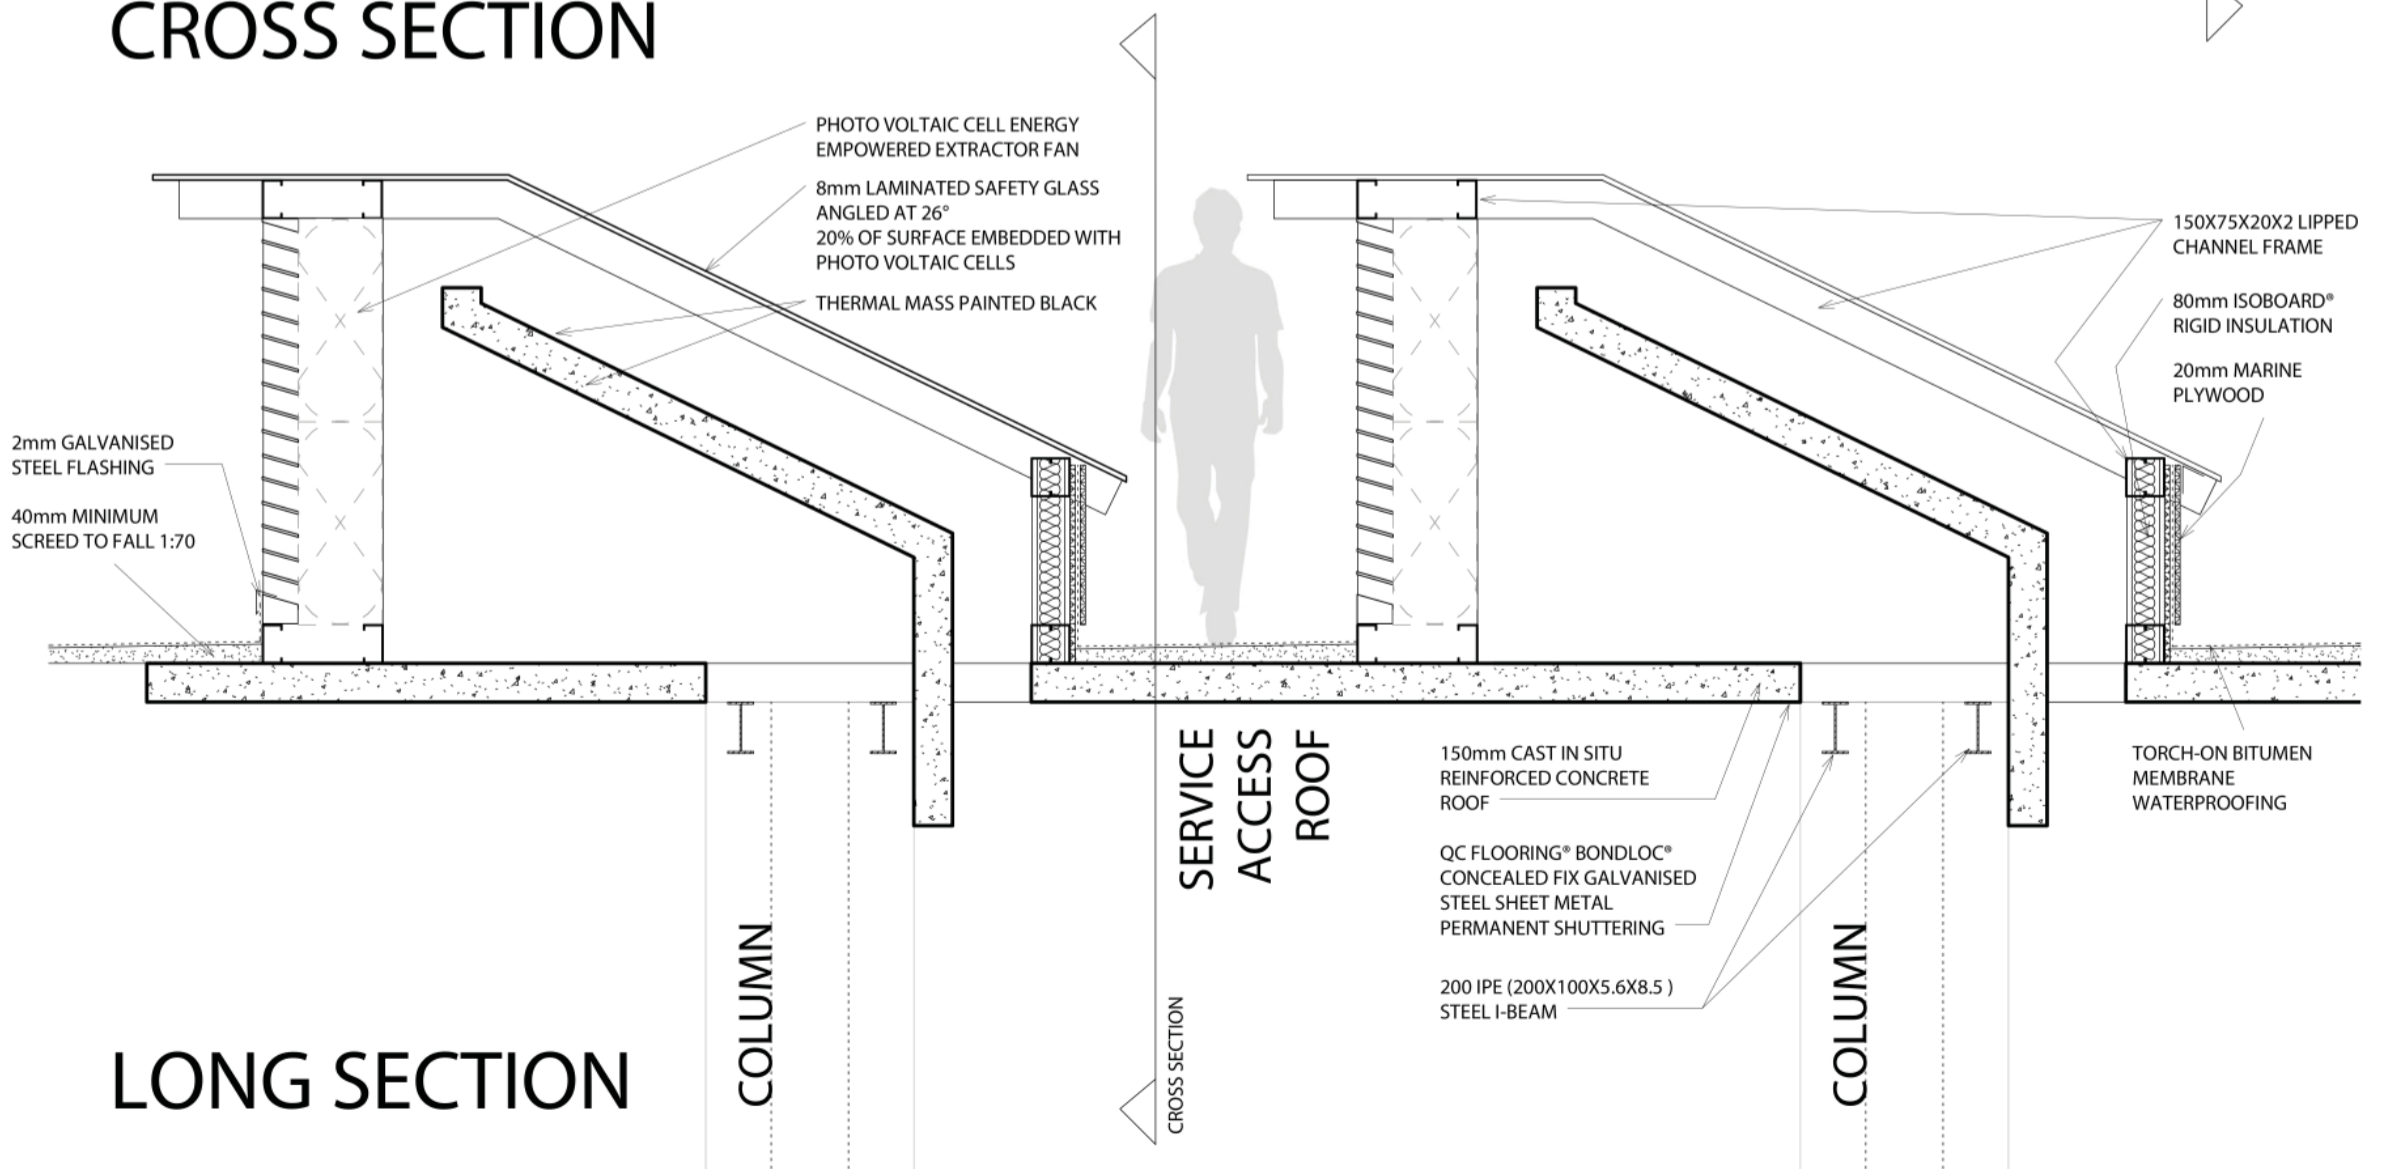 CROSS SECTION
PHOTO VOLTAIC CELL ENERGY
EMPOWERED EXTRACTOR FAN
8mm LAMINATED SAFETY GLASS
ANGLED AT 26°
20% OF SURFACE EMBEDDED WITH
PHOTO VOLTAIC CELLS
THERMAL MASS PAINTED BLACK
150X75X20X2 LIPPED
CHANNEL FRAME
80mm ISOBOARD®
RIGID INSULATION
20mm MARINE
PLYWOOD
2mm GALVANISED
STEEL FLASHING
40mm MINIMUM
SCREED TO FALL 1:70
SERVICE
ACCESS
ROOF
150mm CAST IN SITU
REINFORCED CONCRETE
ROOF
QC FLOORING® BONDLOC®
CONCEALED FIX GALVANISED
STEEL SHEET METAL
PERMANENT SHUTTERING
200 IPE (200X100X5.6X8.5 )
STEEL I-BEAM
TORCH-ON BITUMEN
MEMBRANE
WATERPROOFING
COLUMN
COLUMN
CROSS SECTION
LONG SECTION